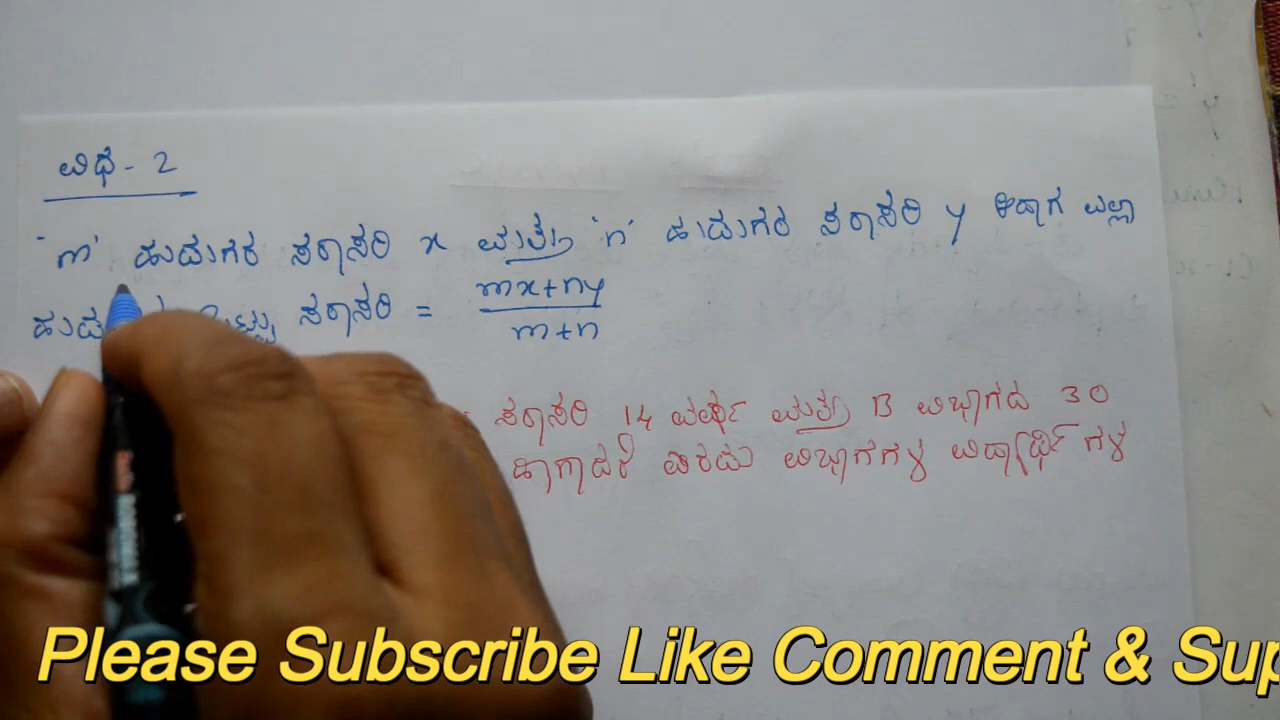 ವಿಧ - 2
'm' ಹುಡುಗರ ಸರಾಸರಿ x ಮತ್ತು 'n' ಹುಡುಗರ ಸರಾಸರಿ y ಆದಾಗ ಎಲ್ಲಾ
ಸರಾಸರಿ = mx+ny
m+n
ಸರಾಸರಿ 14 ವರ್ಷ ಮತ್ತು B ವಿಭಾಗದ 30
ಹಾಗಾದರೆ ಎರಡು ವಿಭಾಗಗಳ ವಿದ್ಯಾರ್ಥಿಗಳ
Please Subscribe Like Comment & Sup